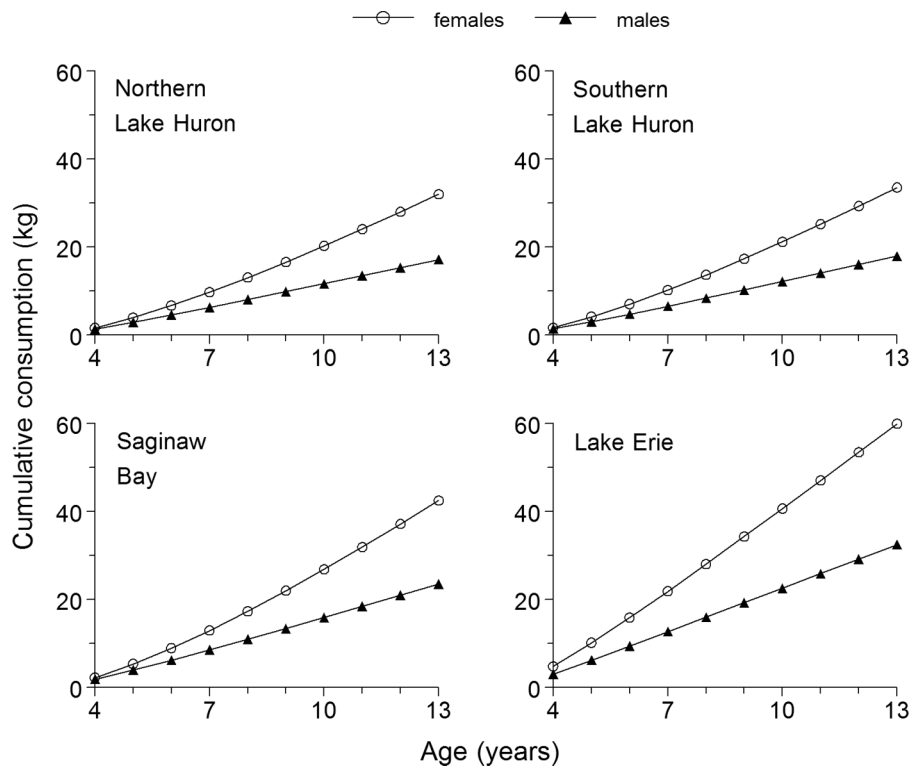 females males
60
40
20
0
4 7 10 13
Northern
Lake Huron
60
40
20
0
4 7 10 13
Southern
Lake Huron
60
40
20
0
4 7 10 13
Saginaw
Bay
60
40
20
0
4 7 10 13
Lake Erie
Cumulative consumption (kg)
Age (years)